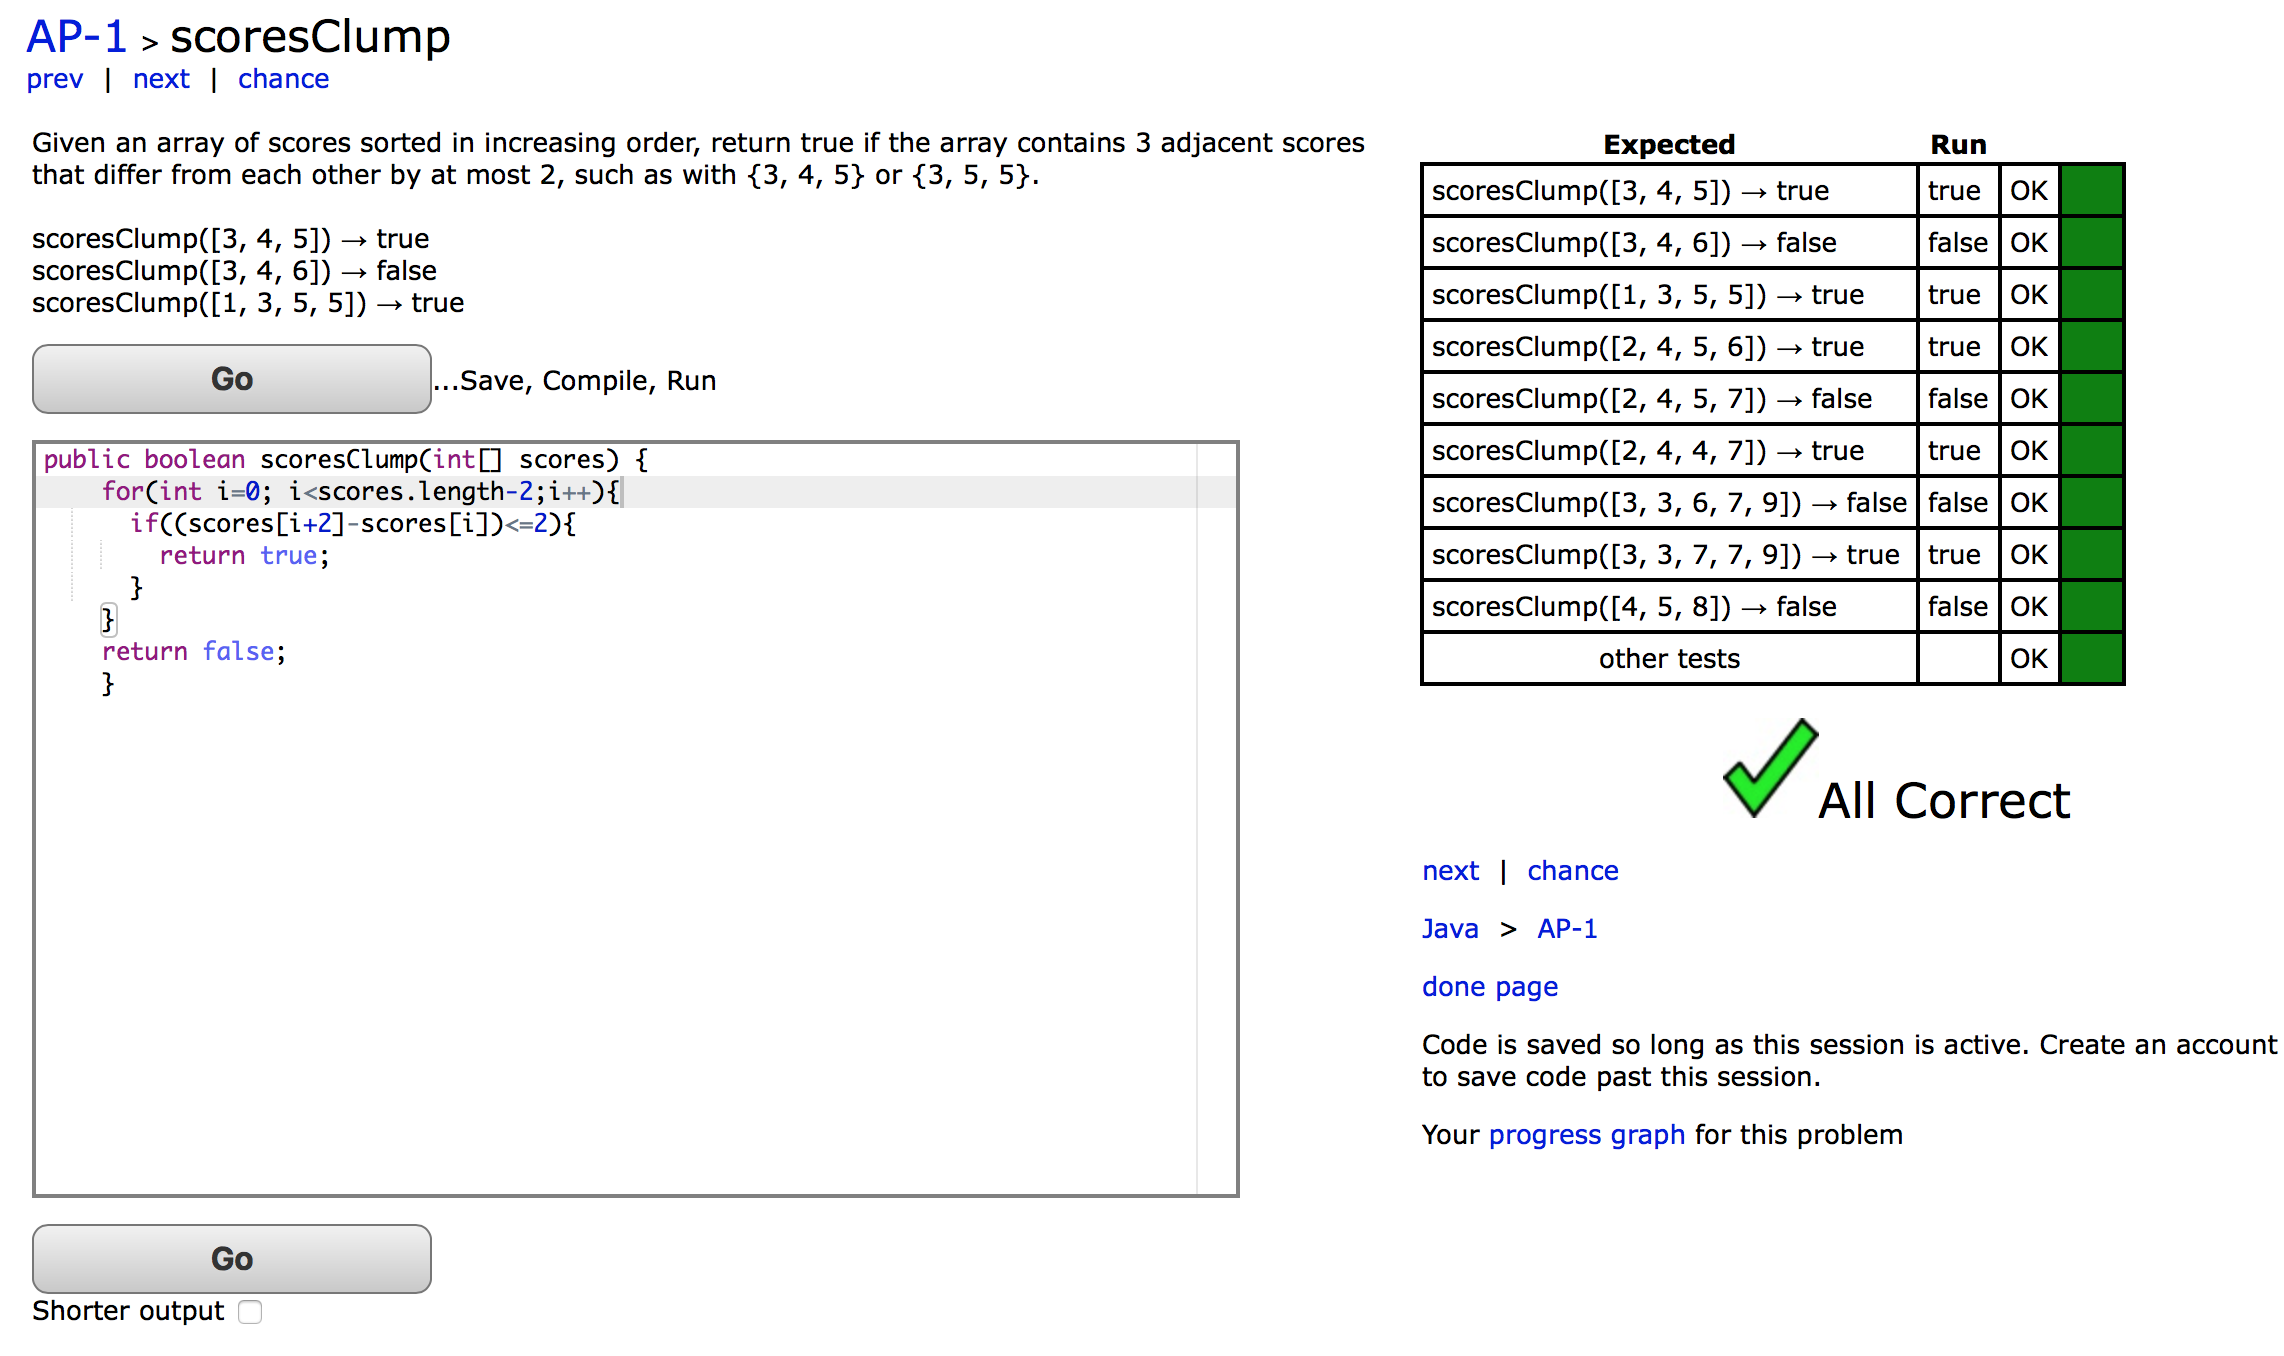 AP-1 > scoresClump
prev | next | chance
Given an array of scores sorted in increasing order, return true if the array contains 3 adjacent scores
that differ from each other by at most 2, such as with {3, 4, 5} or {3, 5, 5}.
scoresClump([3, 4, 5]) → true
scoresClump([3, 4, 6]) → false
scoresClump([1, 3, 5, 5]) → true
Go ...Save, Compile, Run
public boolean scoresClump(int[] scores) {
    for(int i=0; i<scores.length-2;i++){
      if((scores[i+2]-scores[i])<=2){
        return true;
      }
    }
    return false;
    }
Go
Shorter output
Expected Run
scoresClump([3, 4, 5]) → true true OK
scoresClump([3, 4, 6]) → false false OK
scoresClump([1, 3, 5, 5]) → true true OK
scoresClump([2, 4, 5, 6]) → true true OK
scoresClump([2, 4, 5, 7]) → false false OK
scoresClump([2, 4, 4, 7]) → true true OK
scoresClump([3, 3, 6, 7, 9]) → false false OK
scoresClump([3, 3, 7, 7, 9]) → true true OK
scoresClump([4, 5, 8]) → false false OK
other tests OK
All Correct
next | chance
Java > AP-1
done page
Code is saved so long as this session is active. Create an account
to save code past this session.
Your progress graph for this problem